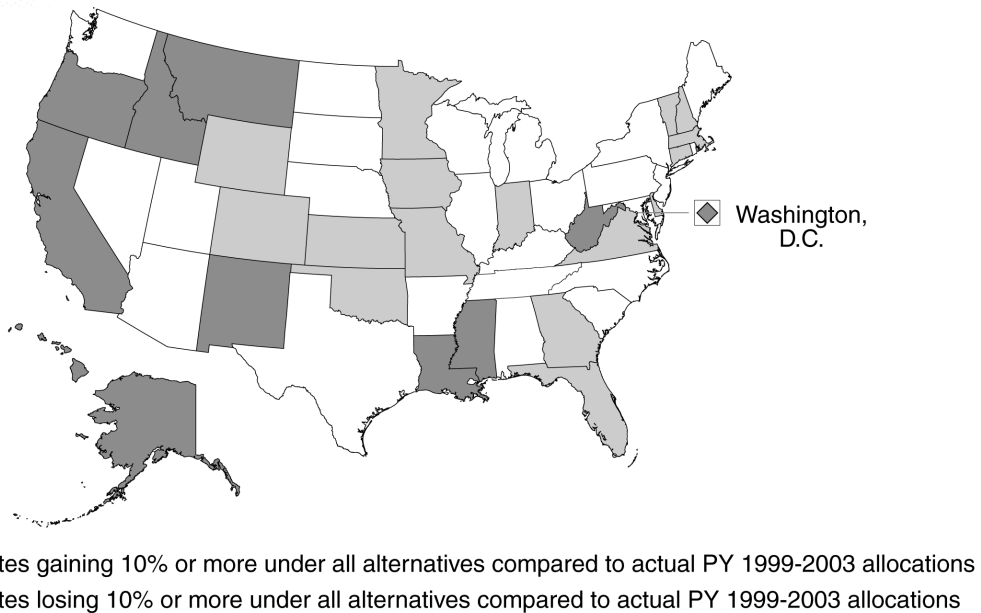 Washington,
D.C.
tes gaining 10% or more under all alternatives compared to actual PY 1999-2003 allocations
tes losing 10% or more under all alternatives compared to actual PY 1999-2003 allocations